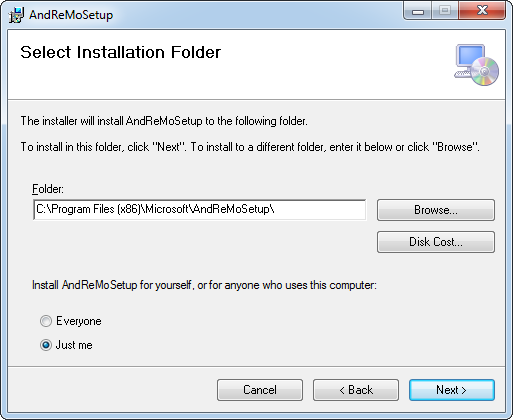 AndReMoSetup
Select Installation Folder
The installer will install AndReMoSetup to the following folder.
To install in this folder, click "Next". To install to a different folder, enter it below or click "Browse".
Folder:
C:\Program Files (x86)\Microsoft\AndReMoSetup\
Browse...
Disk Cost...
Install AndReMoSetup for yourself, or for anyone who uses this computer:
Everyone
Just me
Cancel
< Back
Next >